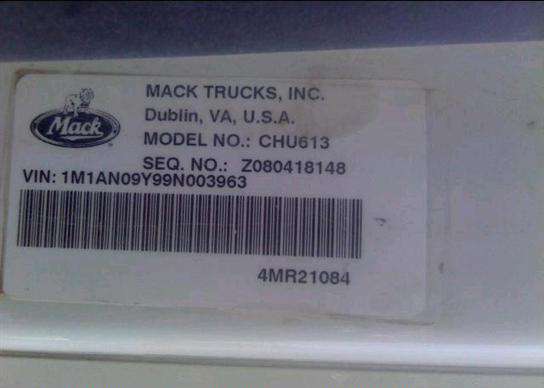 Mack
MACK TRUCKS, INC.
Dublin, VA, U.S.A.
MODEL NO.: CHU613
SEQ. NO.: Z080418148
VIN: 1M1AN09Y99N003963
4MR21084